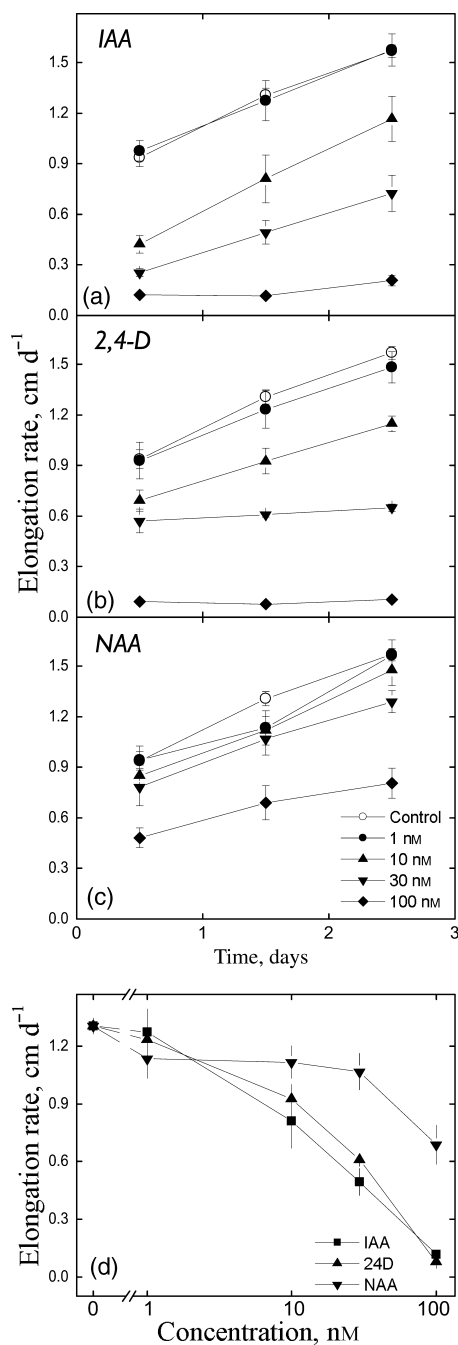 IAA
1.5
1.2
0.9
0.6
0.3
0.0
(a)
2,4-D
1.5
1.2
0.9
0.6
0.3
0.0
(b)
Elongation rate, cm d⁻¹
NAA
1.5
1.2
0.9
0.6
0.3
0.0
(c)
Control
1 nM
10 nM
30 nM
100 nM
0 1 2 3
Time, days
Elongation rate, cm d⁻¹
1.2
0.9
0.6
0.3
0.0
(d)
IAA
24D
NAA
0 1 10 100
Concentration, nM